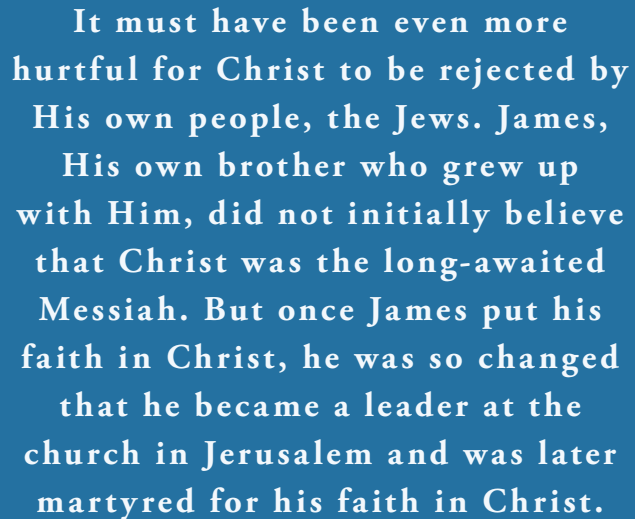 It must have been even more
hurtful for Christ to be rejected by
His own people, the Jews. James,
His own brother who grew up
with Him, did not initially believe
that Christ was the long-awaited
Messiah. But once James put his
faith in Christ, he was so changed
that he became a leader at the
church in Jerusalem and was later
martyred for his faith in Christ.